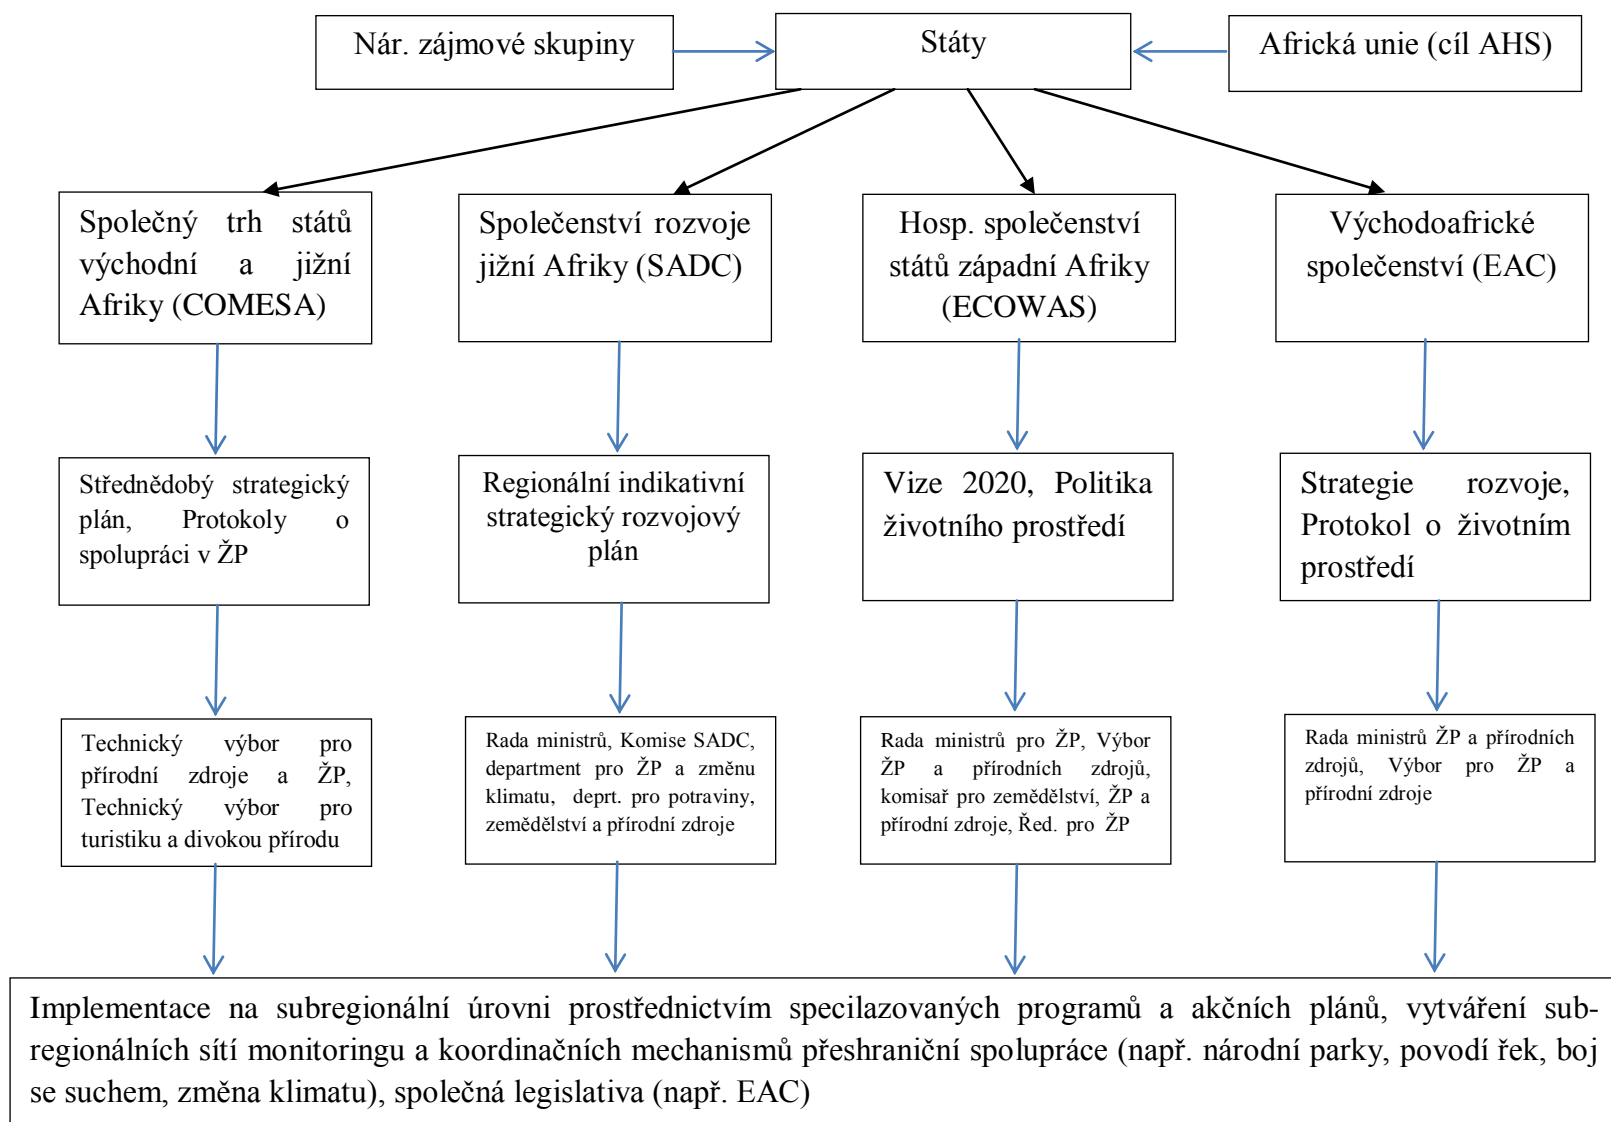 Nár. zájmové skupiny
Státy
Africká unie (cíl AHS)
Společný trh států
východní a jižní
Afriky (COMESA)
Společenství rozvoje
jižní Afriky (SADC)
Hosp. společenství
států západní Afriky
(ECOWAS)
Východoafrické
společenství (EAC)
Střednědobý strategický
plán, Protokoly o
spolupráci v ŽP
Regionální indikativní
strategický rozvojový
plán
Vize 2020, Politika
životního prostředí
Strategie rozvoje,
Protokol o životním
prostředí
Technický výbor pro
přírodní zdroje a ŽP,
Technický výbor pro
turistiku a divokou přírodu
Rada ministrů, Komise SADC,
department pro ŽP a změnu
klimatu, deprt. pro potraviny,
zemědělství a přírodní zdroje
Rada ministrů pro ŽP, Výbor
ŽP a přírodních zdrojů,
komisař pro zemědělství, ŽP a
přírodní zdroje, Řed. pro ŽP
Rada ministrů ŽP a přírodních
zdrojů, Výbor pro ŽP a
přírodní zdroje
Implementace na subregionální úrovni prostřednictvím specilazovaných programů a akčních plánů, vytváření sub-
regionálních sítí monitoringu a koordinačních mechanismů přeshraniční spolupráce (např. národní parky, povodí řek, boj
se suchem, změna klimatu), společná legislativa (např. EAC)